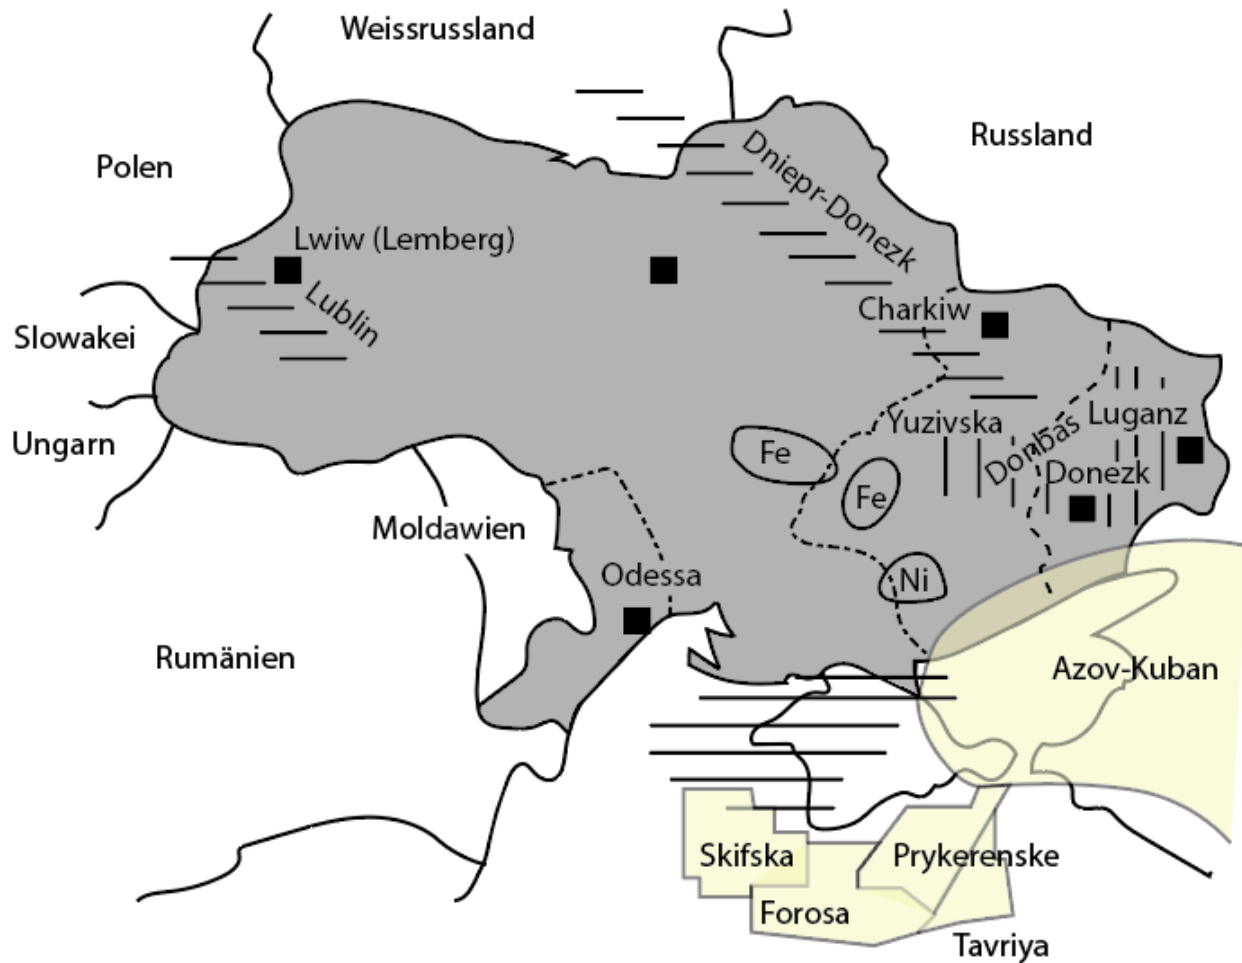 Weissrussland
Russland
Polen
Dniepr-Donezk
Lwiw (Lemberg)
Lublin
Charkiw
Slowakei
Ungarn
Yuzivska
Donbas
Luganz
Fe
Fe
Donezk
Moldawien
Odessa
Ni
Rumänien
Azov-Kuban
Skifska
Prykerenske
Forosa
Tavriya